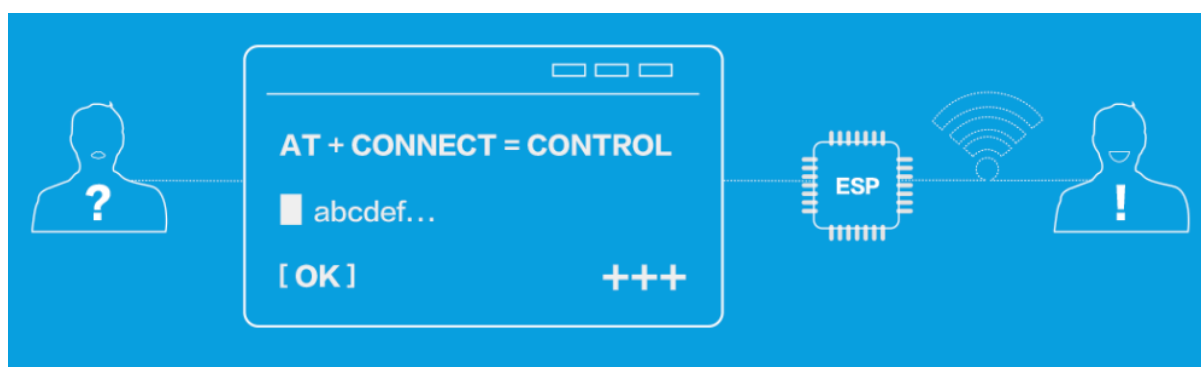 ?
AT + CONNECT = CONTROL
abcdef...
[ OK ]
+++
ESP
!